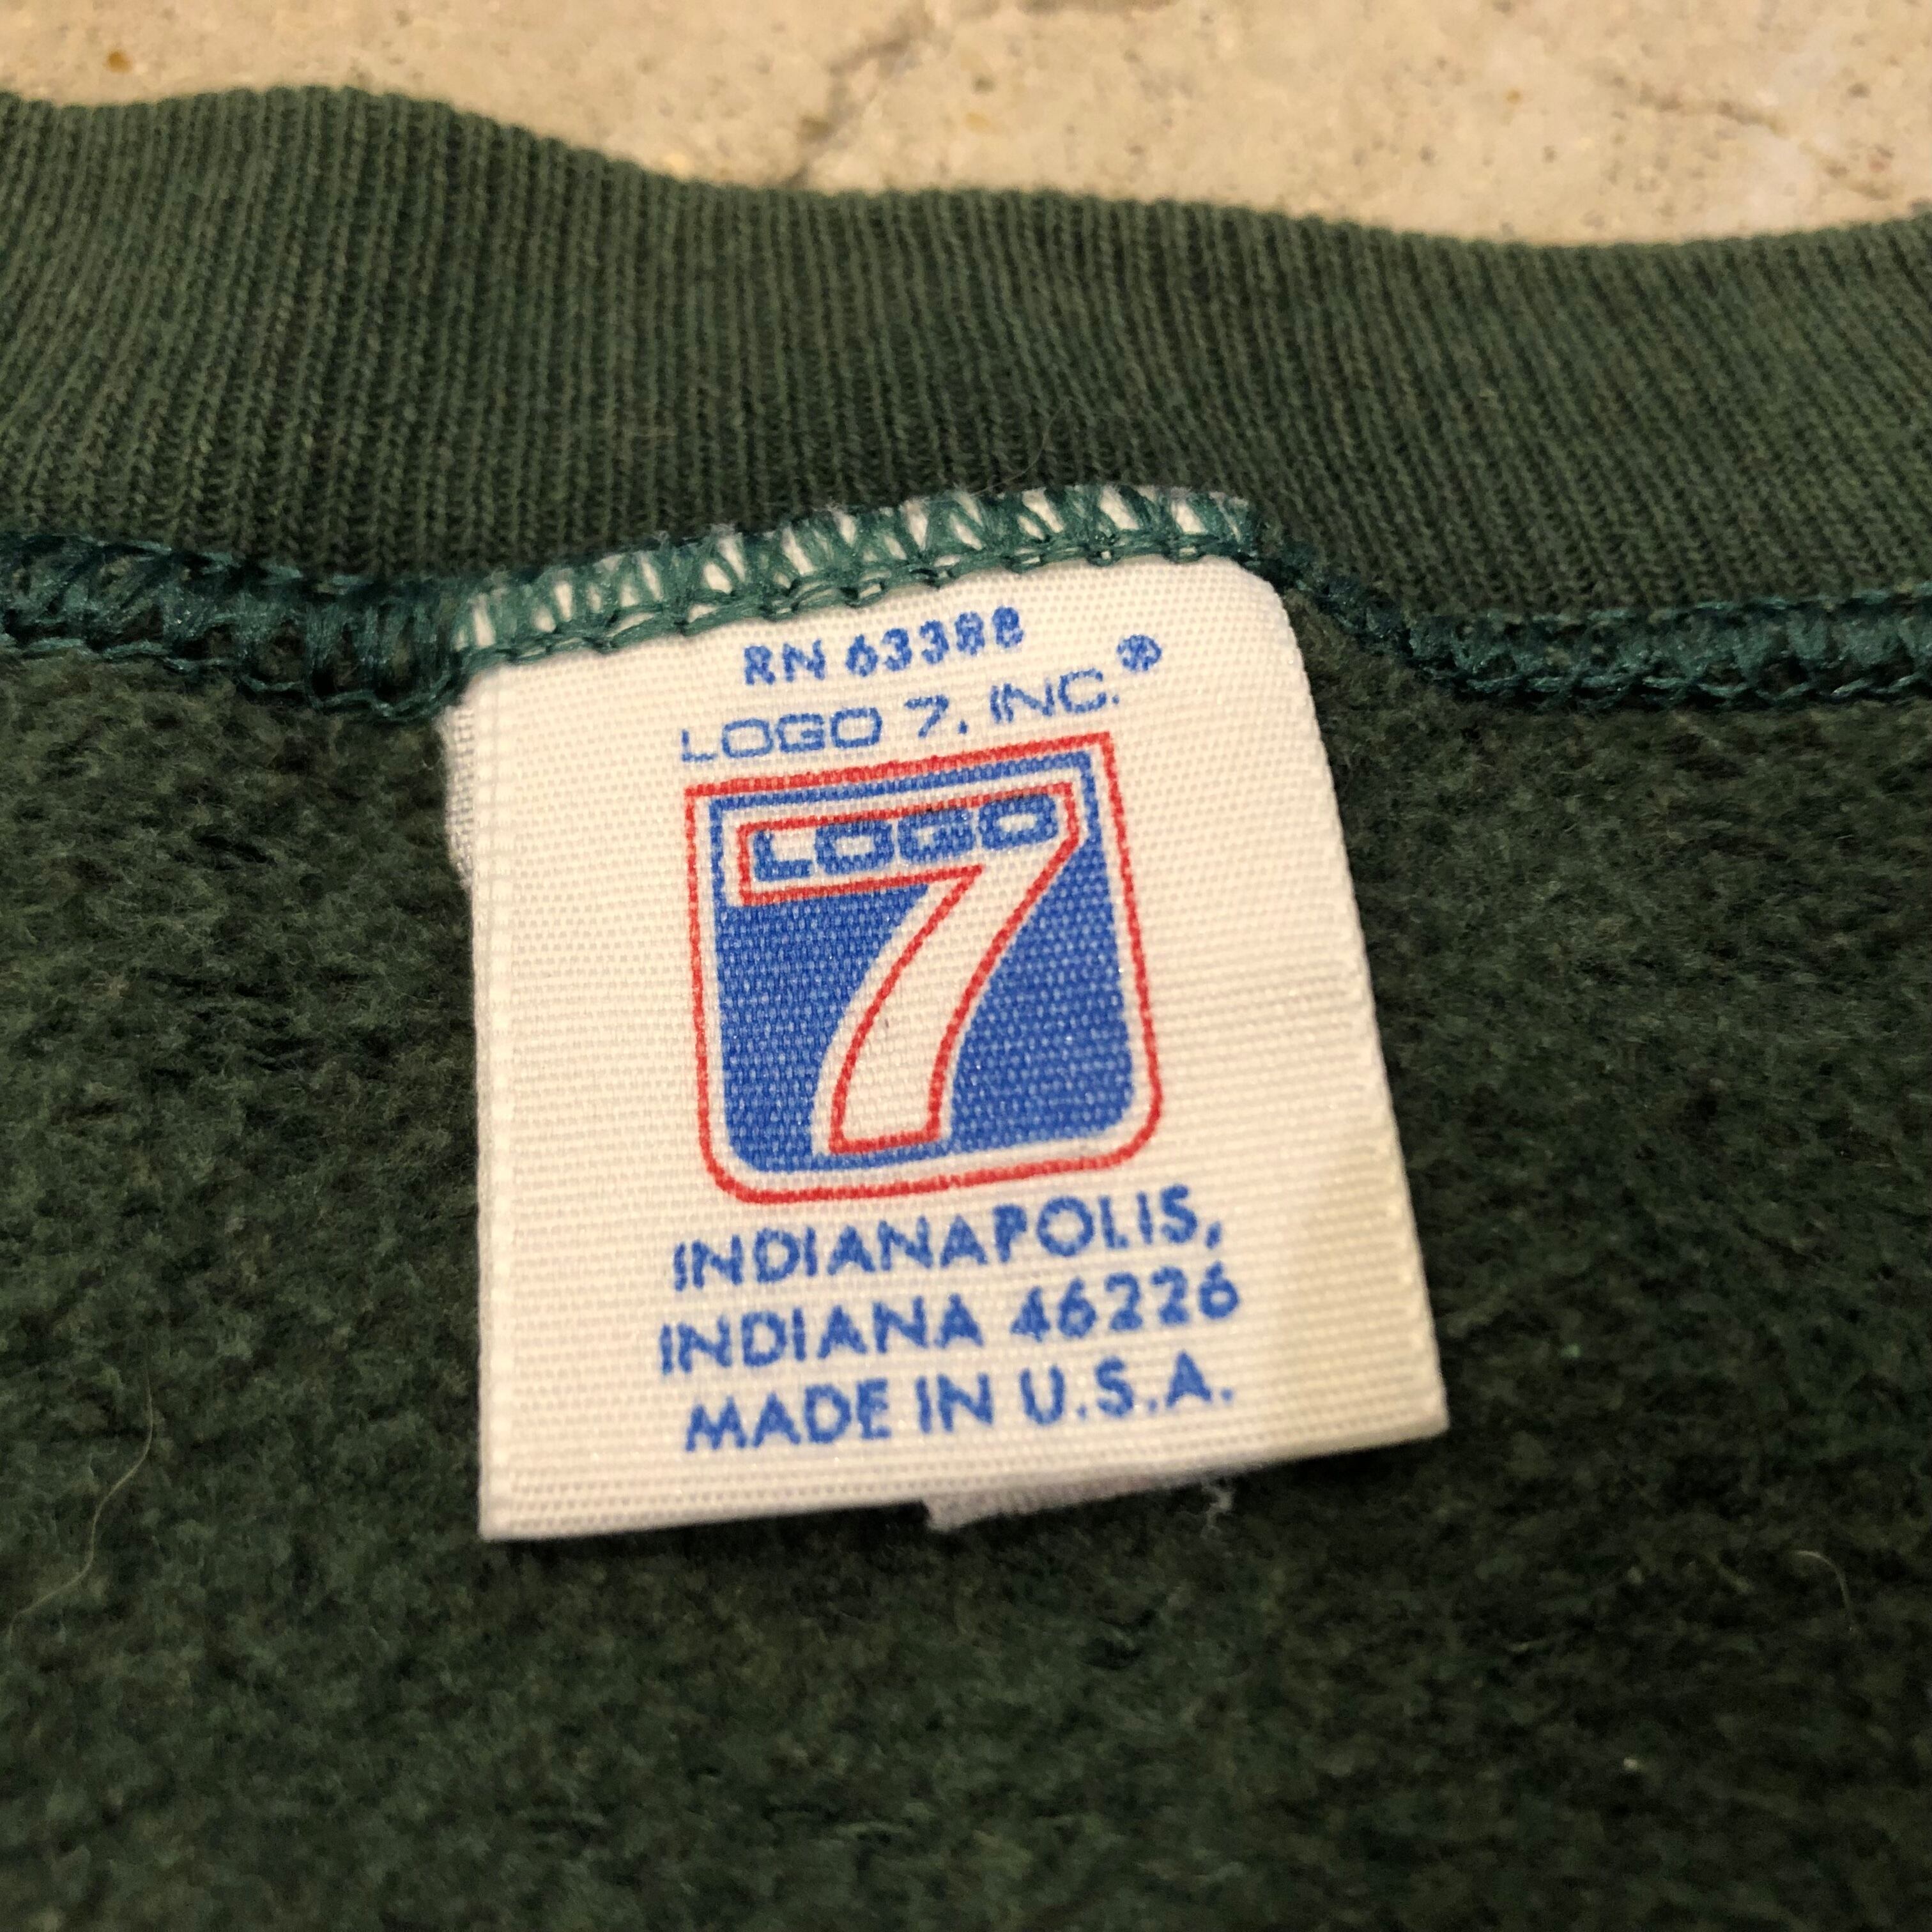 RN 63388
LOGO 7, INC.®
LOGO
7
INDIANAPOLIS,
INDIANA 46226
MADE IN U.S.A.